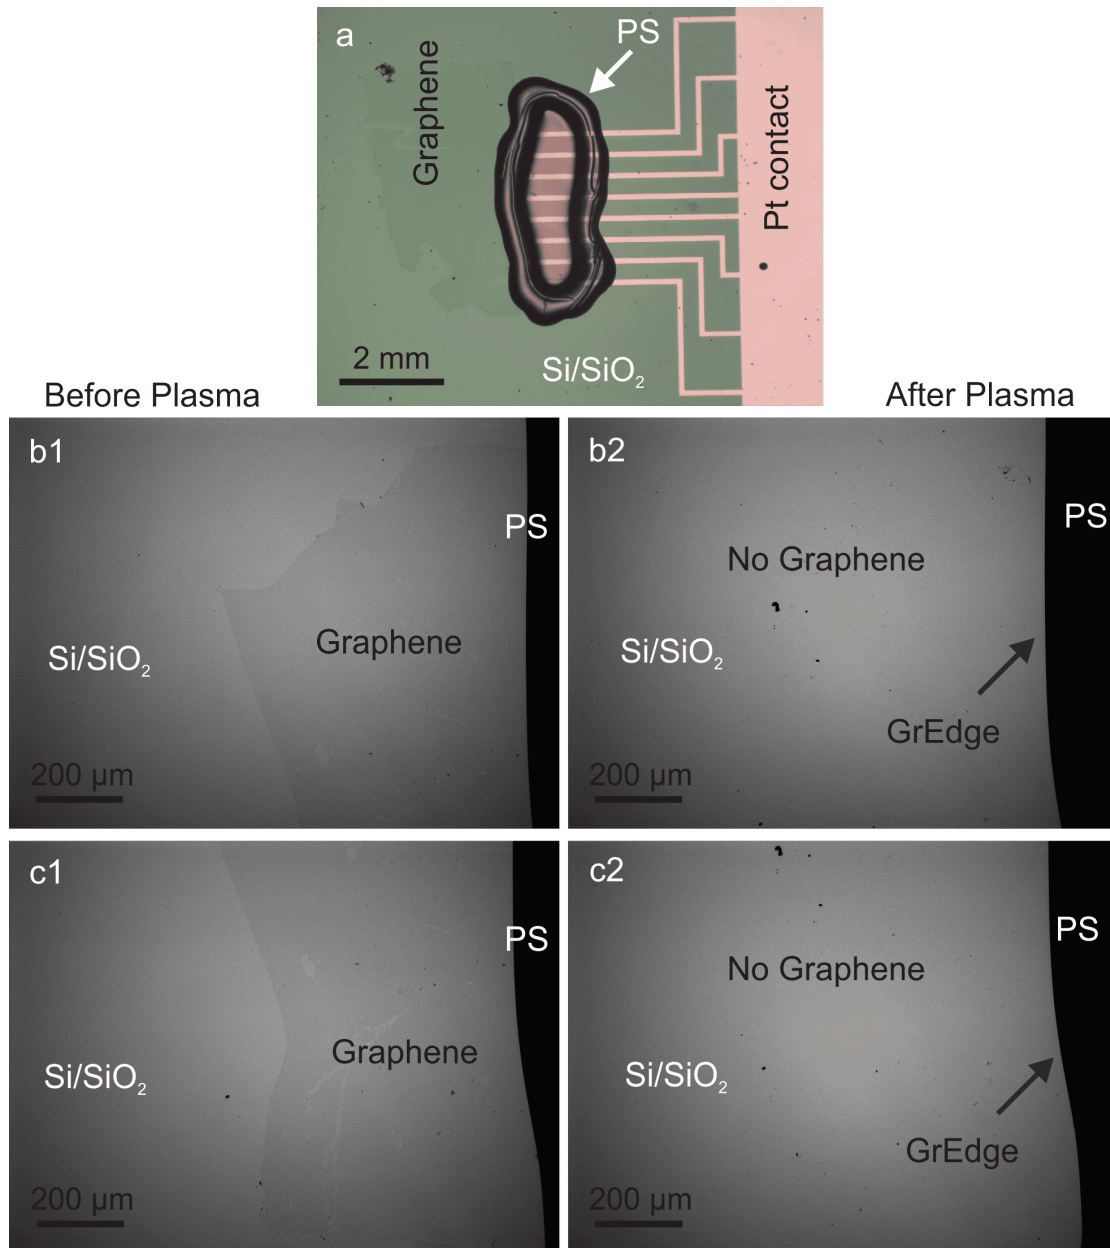 a
Graphene
PS
Pt contact
2 mm
Si/SiO₂
Before Plasma
After Plasma
b1
PS
Graphene
Si/SiO₂
200 µm
b2
PS
No Graphene
Si/SiO₂
GrEdge
200 µm
c1
PS
Graphene
Si/SiO₂
200 µm
c2
PS
No Graphene
Si/SiO₂
GrEdge
200 µm